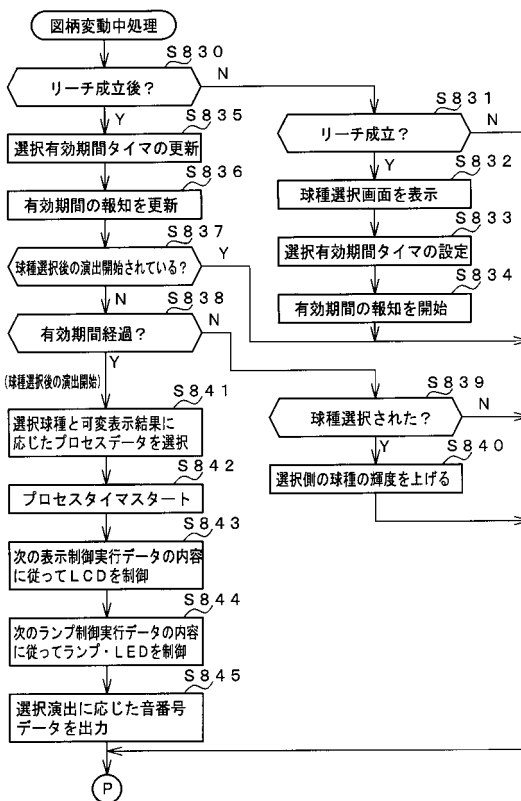 図柄変動中処理
S830
リーチ成立後?
N
Y
S831
リーチ成立?
N
Y
S832
球種選択画面を表示
S833
選択有効期間タイマの設定
S834
有効期間の報知を開始
S835
選択有効期間タイマの更新
S836
有効期間の報知を更新
S837
球種選択後の演出開始されている?
Y
N
S838
有効期間経過?
N
Y
(球種選択後の演出開始)
S839
球種選択された?
N
Y
S840
選択側の球種の輝度を上げる
S841
選択球種と可変表示結果に
応じたプロセスデータを選択
S842
プロセスタイマスタート
S843
次の表示制御実行データの内容
に従ってLCDを制御
S844
次のランプ制御実行データの内容
に従ってランプ・LEDを制御
S845
選択演出に応じた音番号
データを出力
P